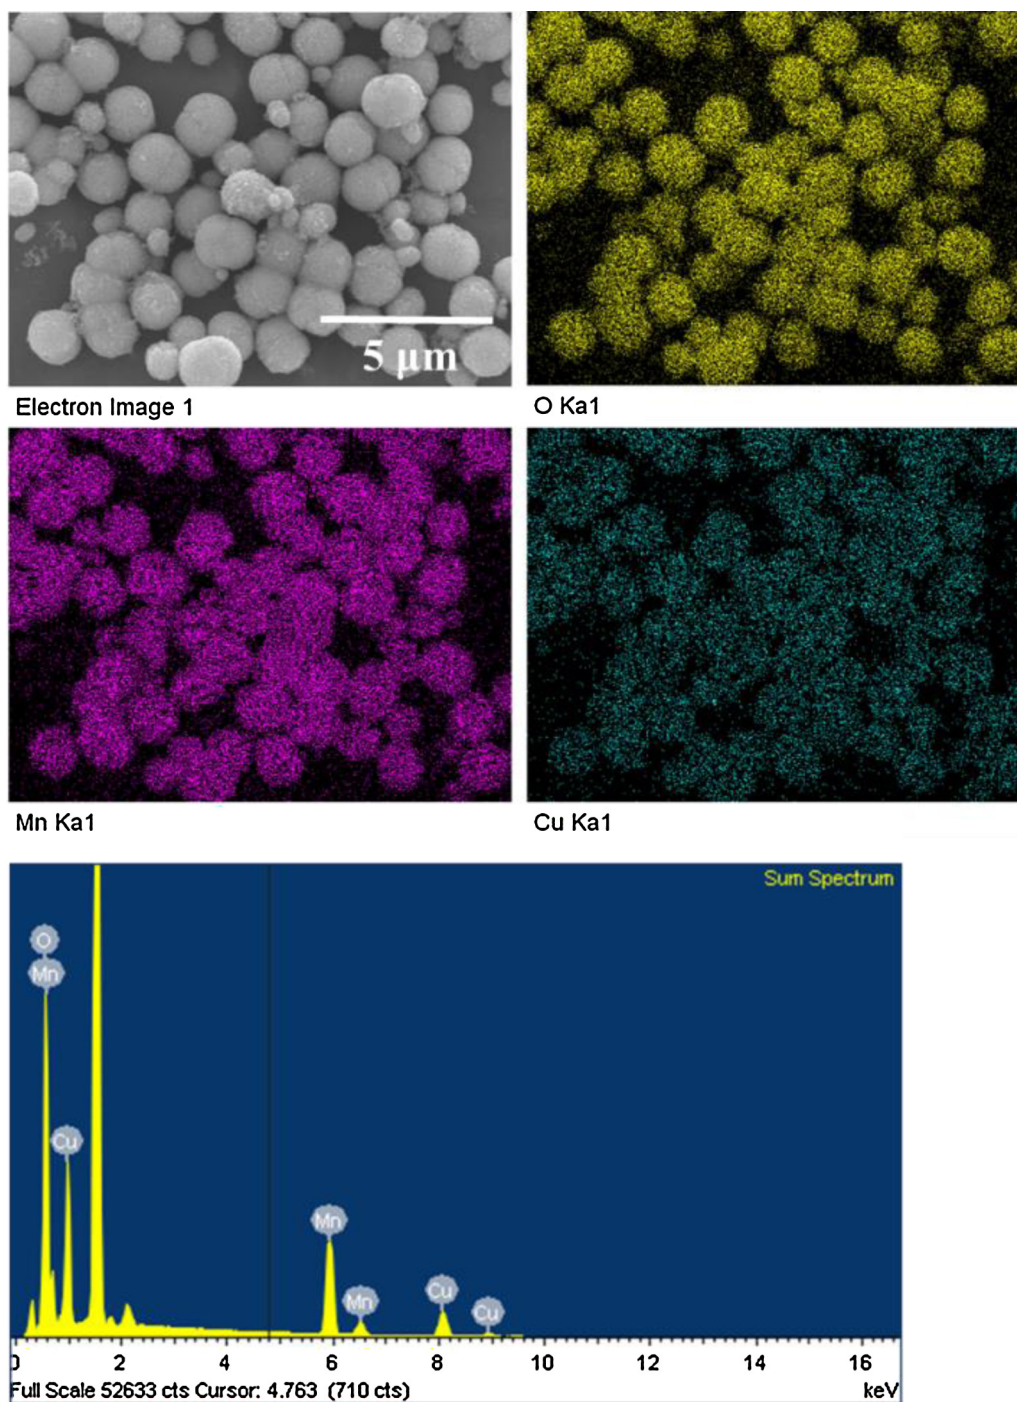 5 μm
Electron Image 1
O Ka1
Mn Ka1
Cu Ka1
Sum Spectrum
O
Mn
Cu
Mn
Mn
Cu
Cu
0 2 4 6 8 10 12 14 16
Full Scale 52633 cts Cursor: 4.763 (710 cts) keV